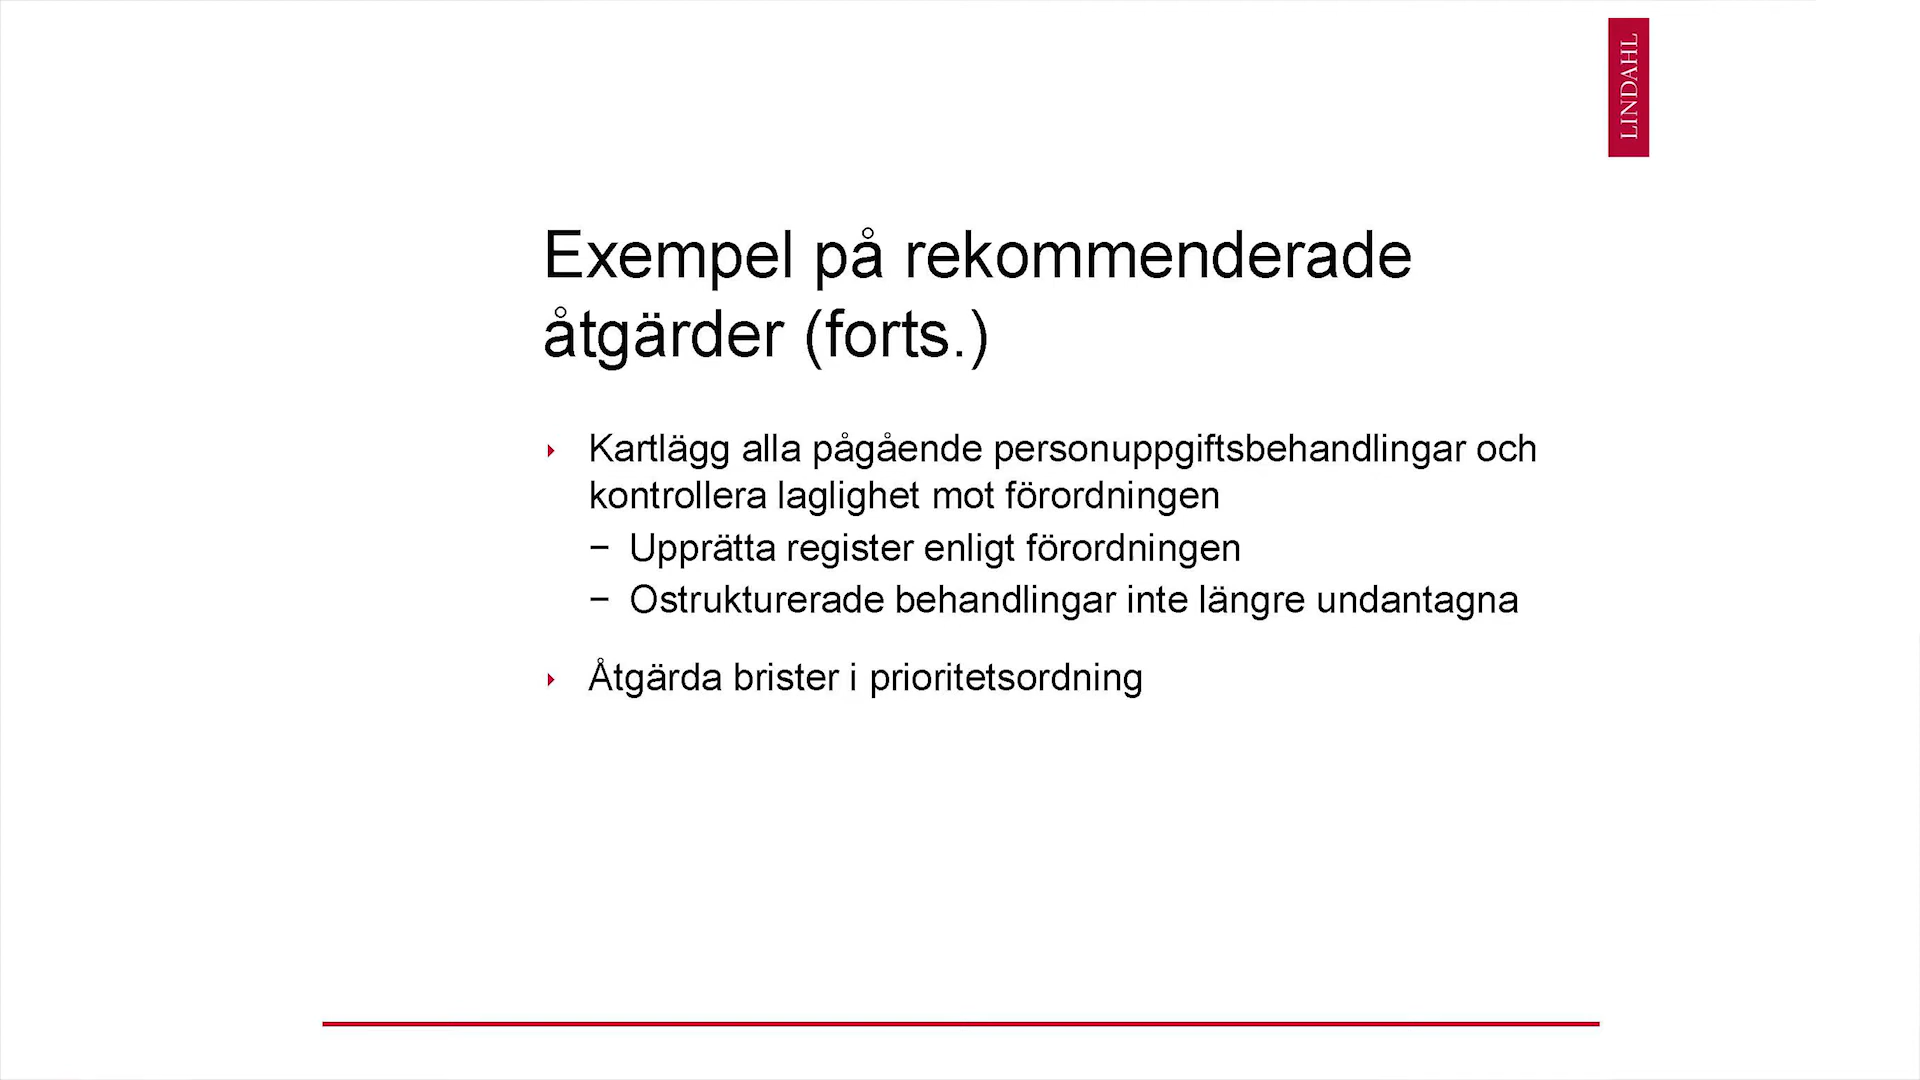 LINDAHL
Exempel på rekommenderade
åtgärder (forts.)
‣ Kartlägg alla pågående personuppgiftsbehandlingar och
kontrollera laglighet mot förordningen
− Upprätta register enligt förordningen
− Ostrukturerade behandlingar inte längre undantagna
‣ Åtgärda brister i prioritetsordning